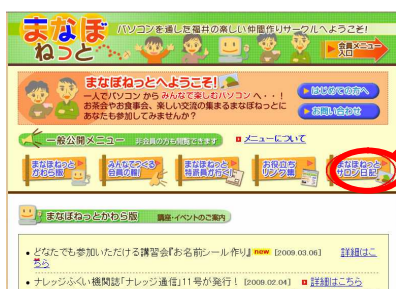 まなぼねっと
パソコンを通した福井の楽しい仲間作りサークルへようこそ!
会員メニュー入口
まなぼねっとへようこそ!
一人でパソコン から みんなで楽しむパソコン へ・・!
お茶会やお食事会、楽しい交流の集まるまなぼねっとに
あなたも参加してみませんか?
はじめての方へ
お問い合わせ
一般公開メニュー 非会員の方も閲覧できます メニューについて
まなぼねっと かわら版
みんなでつくる 会員の輪!
まなぼねっと 特派員が行く!
お役立ち リンク集
まなぼねっと サロン日記
まなぼねっとかわら版 講座・イベントのご案内
どなたでも参加いただける講習会『お名前シール作り』 new [2009.03.06] 詳細はこ
ちら
ナレッジふくい機関誌「ナレッジ通信」11号が発行! [2009.02.04] 詳細はこちら